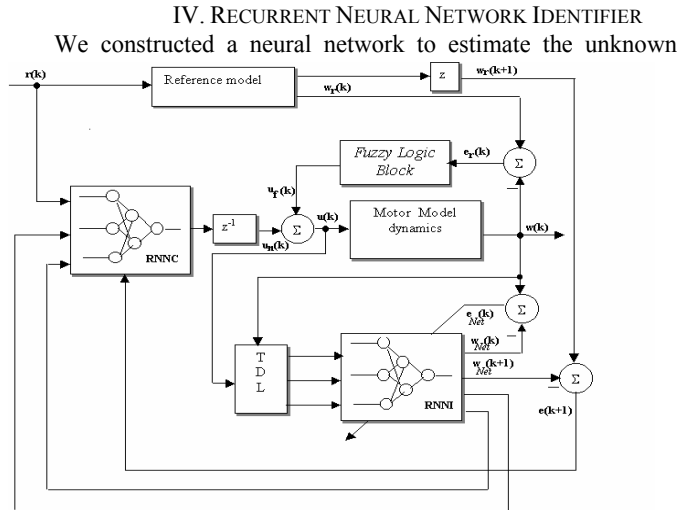 IV. RECURRENT NEURAL NETWORK IDENTIFIER
We constructed a neural network to estimate the unknown
r(k)
Reference model
z
wr(k+1)
wr(k)
Fuzzy Logic
Block
er(k)
Σ
uf(k)
RNNC
z-1
un(k)
Σ
u(k)
Motor Model
dynamics
w(k)
Σ
eNet(k)
wNet(k)
wNet(k+1)
T
D
L
RNNI
Σ
e(k+1)